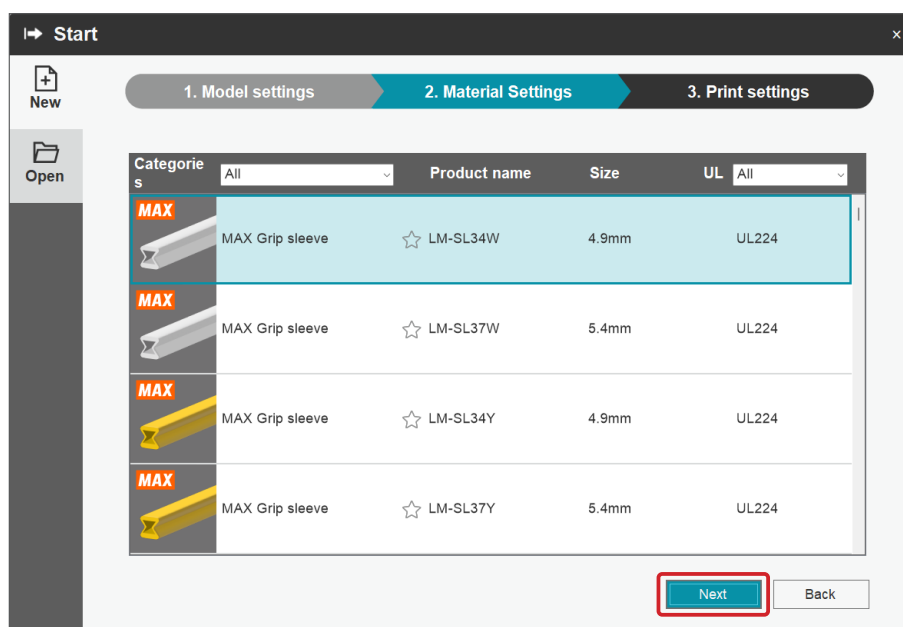 Start
×
New
Open
1. Model settings
2. Material Settings
3. Print settings
Categorie
s
All
Product name
Size
UL
All
MAX
MAX Grip sleeve
LM-SL34W
4.9mm
UL224
MAX
MAX Grip sleeve
LM-SL37W
5.4mm
UL224
MAX
MAX Grip sleeve
LM-SL34Y
4.9mm
UL224
MAX
MAX Grip sleeve
LM-SL37Y
5.4mm
UL224
Next
Back